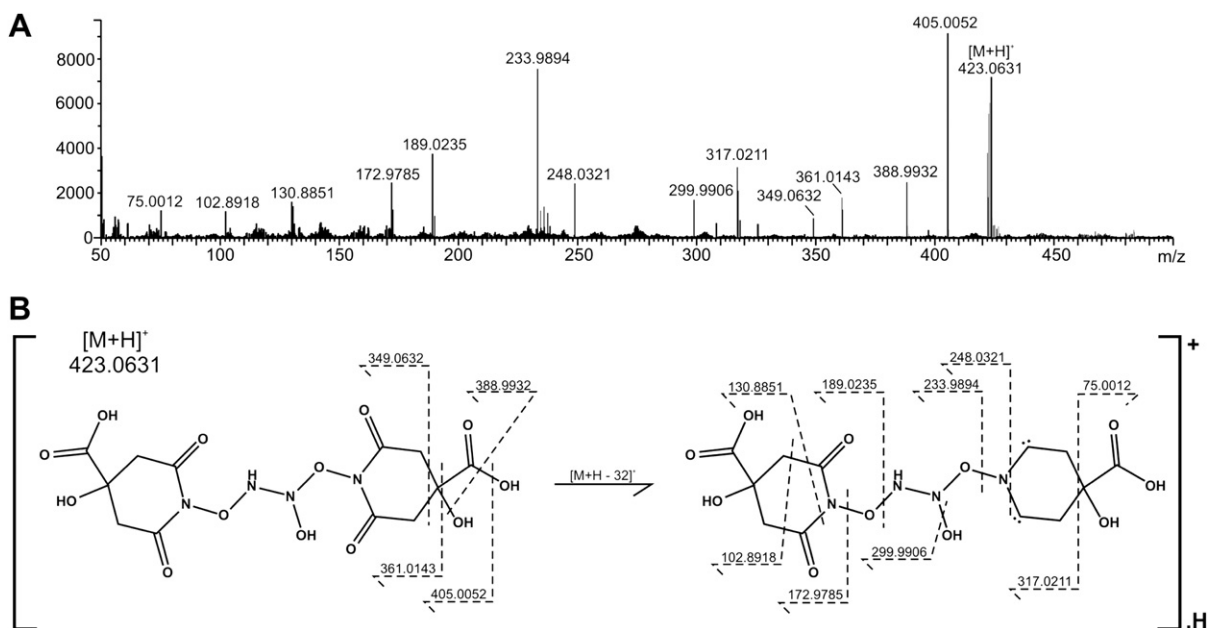 A
405.0052
[M+H]⁺
423.0631
8000
233.9894
6000
4000
189.0235
317.0211
172.9785
248.0321
388.9932
361.0143
299.9906
349.0632
130.8851
102.8918
75.0012
2000
0
50
100
150
200
250
300
350
400
450
m/z
B
[M+H]⁺
423.0631
349.0632
388.9932
OH
O
O
O
O
OH
HO
N
O
H
N
N
OH
O
N
O
OH
O
361.0143
405.0052
[M+H - 32]⁺
248.0321
130.8851
189.0235
233.9894
75.0012
OH
O
O
HO
N
O
O
H
N
N
OH
O
N
O
OH
OH
102.8918
299.9906
172.9785
317.0211
+
.H